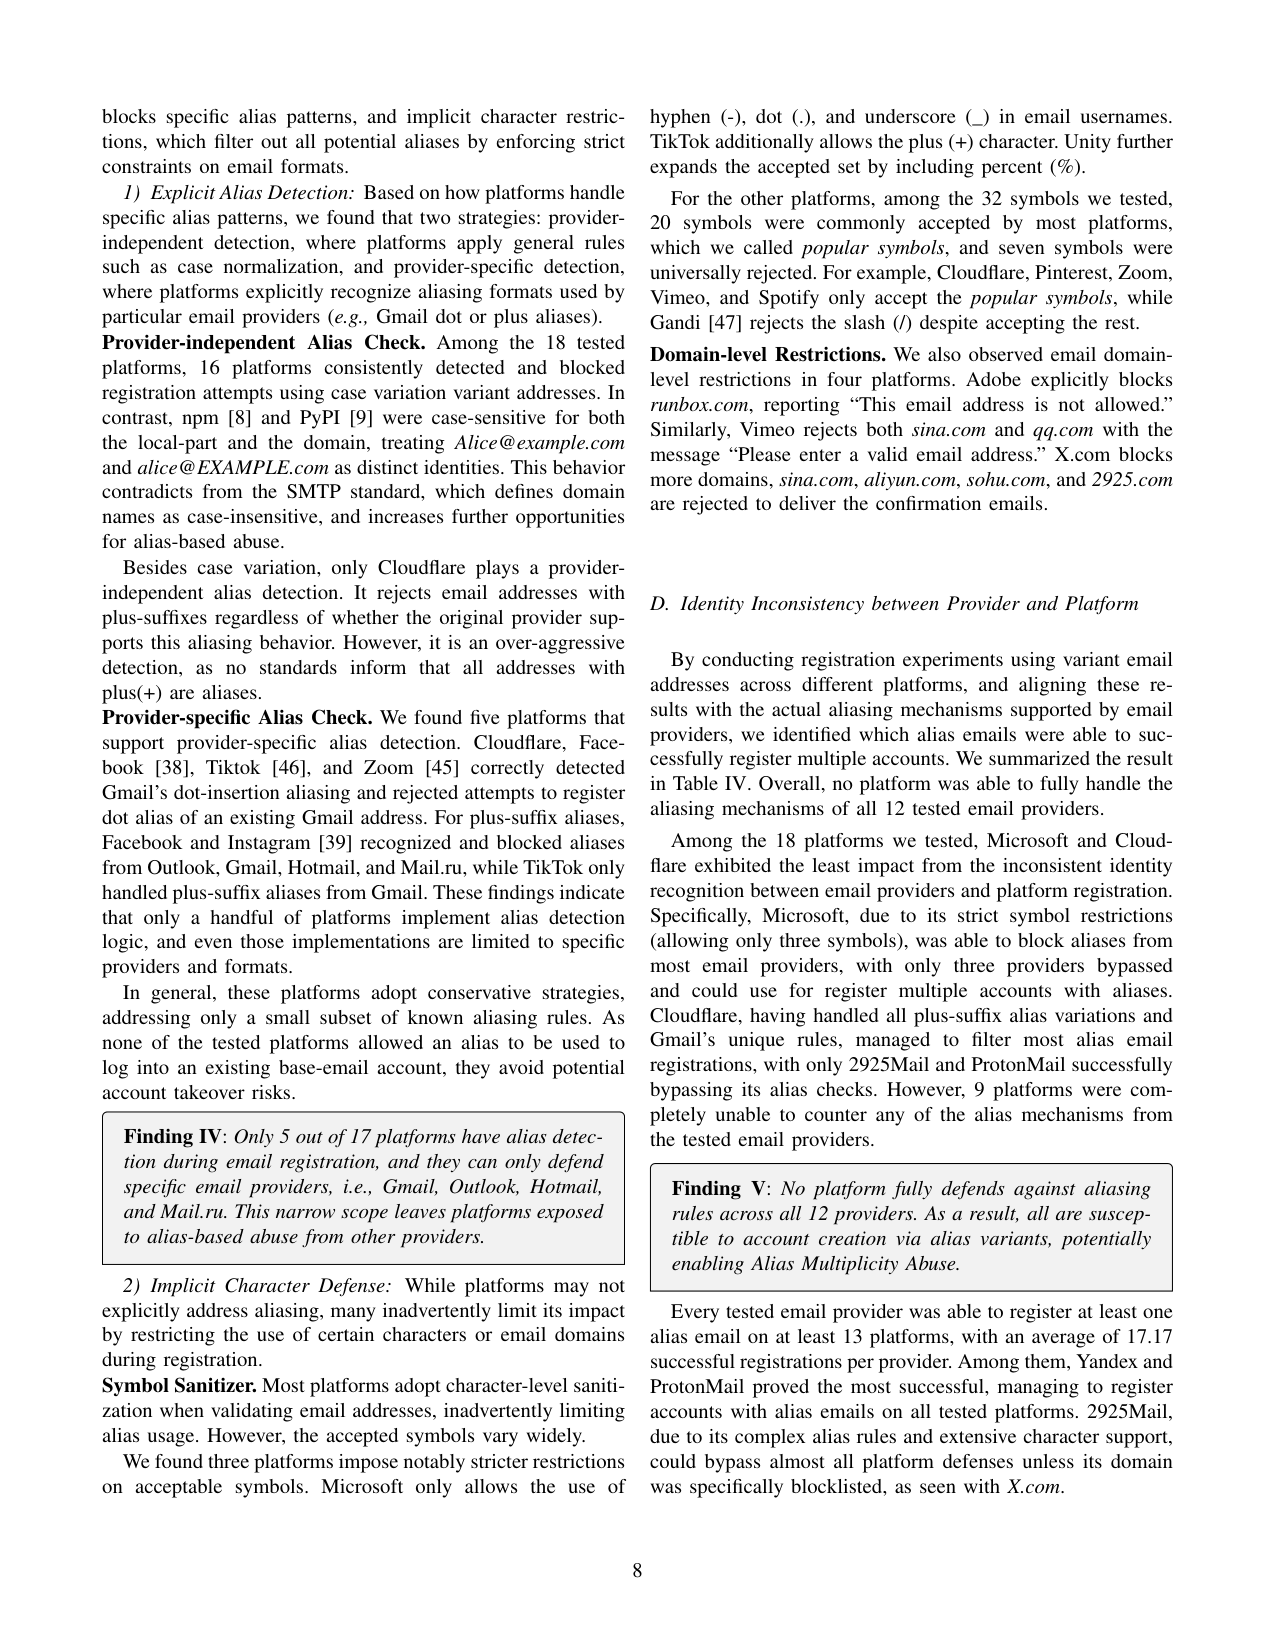 blocks specific alias patterns, and implicit character restric-
tions, which filter out all potential aliases by enforcing strict
constraints on email formats.
1) Explicit Alias Detection: Based on how platforms handle
specific alias patterns, we found that two strategies: provider-
independent detection, where platforms apply general rules
such as case normalization, and provider-specific detection,
where platforms explicitly recognize aliasing formats used by
particular email providers (e.g., Gmail dot or plus aliases).
Provider-independent Alias Check. Among the 18 tested
platforms, 16 platforms consistently detected and blocked
registration attempts using case variation variant addresses. In
contrast, npm [8] and PyPI [9] were case-sensitive for both
the local-part and the domain, treating Alice@example.com
and alice@EXAMPLE.com as distinct identities. This behavior
contradicts from the SMTP standard, which defines domain
names as case-insensitive, and increases further opportunities
for alias-based abuse.
Besides case variation, only Cloudflare plays a provider-
independent alias detection. It rejects email addresses with
plus-suffixes regardless of whether the original provider sup-
ports this aliasing behavior. However, it is an over-aggressive
detection, as no standards inform that all addresses with
plus(+) are aliases.
Provider-specific Alias Check. We found five platforms that
support provider-specific alias detection. Cloudflare, Face-
book [38], Tiktok [46], and Zoom [45] correctly detected
Gmail's dot-insertion aliasing and rejected attempts to register
dot alias of an existing Gmail address. For plus-suffix aliases,
Facebook and Instagram [39] recognized and blocked aliases
from Outlook, Gmail, Hotmail, and Mail.ru, while TikTok only
handled plus-suffix aliases from Gmail. These findings indicate
that only a handful of platforms implement alias detection
logic, and even those implementations are limited to specific
providers and formats.
In general, these platforms adopt conservative strategies,
addressing only a small subset of known aliasing rules. As
none of the tested platforms allowed an alias to be used to
log into an existing base-email account, they avoid potential
account takeover risks.
Finding IV: Only 5 out of 17 platforms have alias detec-
tion during email registration, and they can only defend
specific email providers, i.e., Gmail, Outlook, Hotmail,
and Mail.ru. This narrow scope leaves platforms exposed
to alias-based abuse from other providers.
2) Implicit Character Defense: While platforms may not
explicitly address aliasing, many inadvertently limit its impact
by restricting the use of certain characters or email domains
during registration.
Symbol Sanitizer. Most platforms adopt character-level saniti-
zation when validating email addresses, inadvertently limiting
alias usage. However, the accepted symbols vary widely.
We found three platforms impose notably stricter restrictions
on acceptable symbols. Microsoft only allows the use of
hyphen (-), dot (.), and underscore (_) in email usernames.
TikTok additionally allows the plus (+) character. Unity further
expands the accepted set by including percent (%).
For the other platforms, among the 32 symbols we tested,
20 symbols were commonly accepted by most platforms,
which we called popular symbols, and seven symbols were
universally rejected. For example, Cloudflare, Pinterest, Zoom,
Vimeo, and Spotify only accept the popular symbols, while
Gandi [47] rejects the slash (/) despite accepting the rest.
Domain-level Restrictions. We also observed email domain-
level restrictions in four platforms. Adobe explicitly blocks
runbox.com, reporting “This email address is not allowed.”
Similarly, Vimeo rejects both sina.com and qq.com with the
message “Please enter a valid email address.” X.com blocks
more domains, sina.com, aliyun.com, sohu.com, and 2925.com
are rejected to deliver the confirmation emails.
D. Identity Inconsistency between Provider and Platform
By conducting registration experiments using variant email
addresses across different platforms, and aligning these re-
sults with the actual aliasing mechanisms supported by email
providers, we identified which alias emails were able to suc-
cessfully register multiple accounts. We summarized the result
in Table IV. Overall, no platform was able to fully handle the
aliasing mechanisms of all 12 tested email providers.
Among the 18 platforms we tested, Microsoft and Cloud-
flare exhibited the least impact from the inconsistent identity
recognition between email providers and platform registration.
Specifically, Microsoft, due to its strict symbol restrictions
(allowing only three symbols), was able to block aliases from
most email providers, with only three providers bypassed
and could use for register multiple accounts with aliases.
Cloudflare, having handled all plus-suffix alias variations and
Gmail's unique rules, managed to filter most alias email
registrations, with only 2925Mail and ProtonMail successfully
bypassing its alias checks. However, 9 platforms were com-
pletely unable to counter any of the alias mechanisms from
the tested email providers.
Finding V: No platform fully defends against aliasing
rules across all 12 providers. As a result, all are suscep-
tible to account creation via alias variants, potentially
enabling Alias Multiplicity Abuse.
Every tested email provider was able to register at least one
alias email on at least 13 platforms, with an average of 17.17
successful registrations per provider. Among them, Yandex and
ProtonMail proved the most successful, managing to register
accounts with alias emails on all tested platforms. 2925Mail,
due to its complex alias rules and extensive character support,
could bypass almost all platform defenses unless its domain
was specifically blocklisted, as seen with X.com.
8